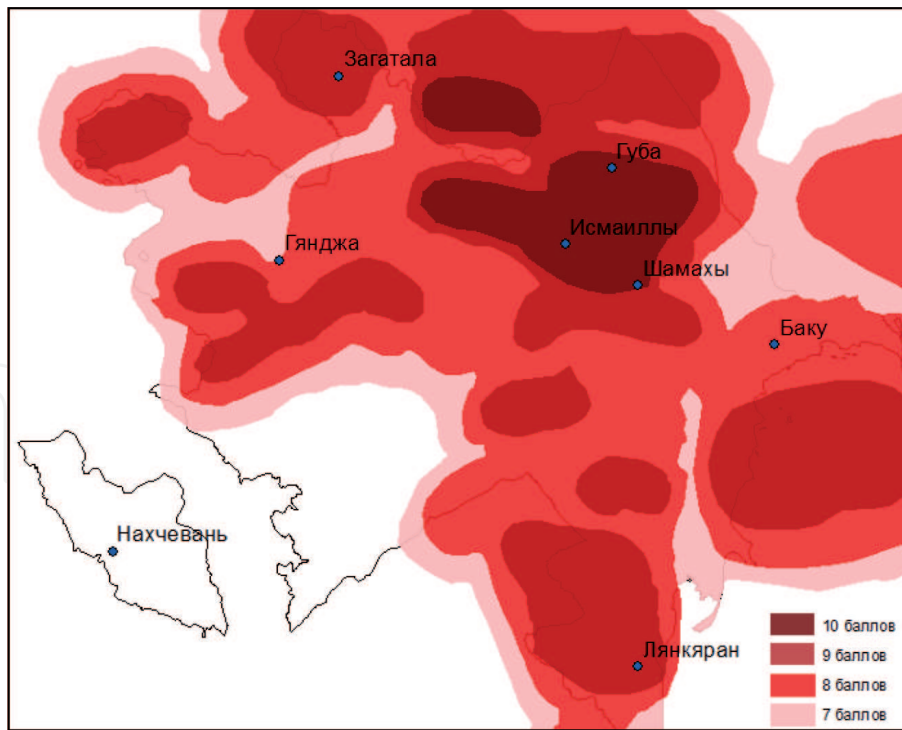 Загатала
Губа
Исмаиллы
Гянджа
Шамахы
Баку
Нахчевань
Лянкяран
10 баллов
9 баллов
8 баллов
7 баллов